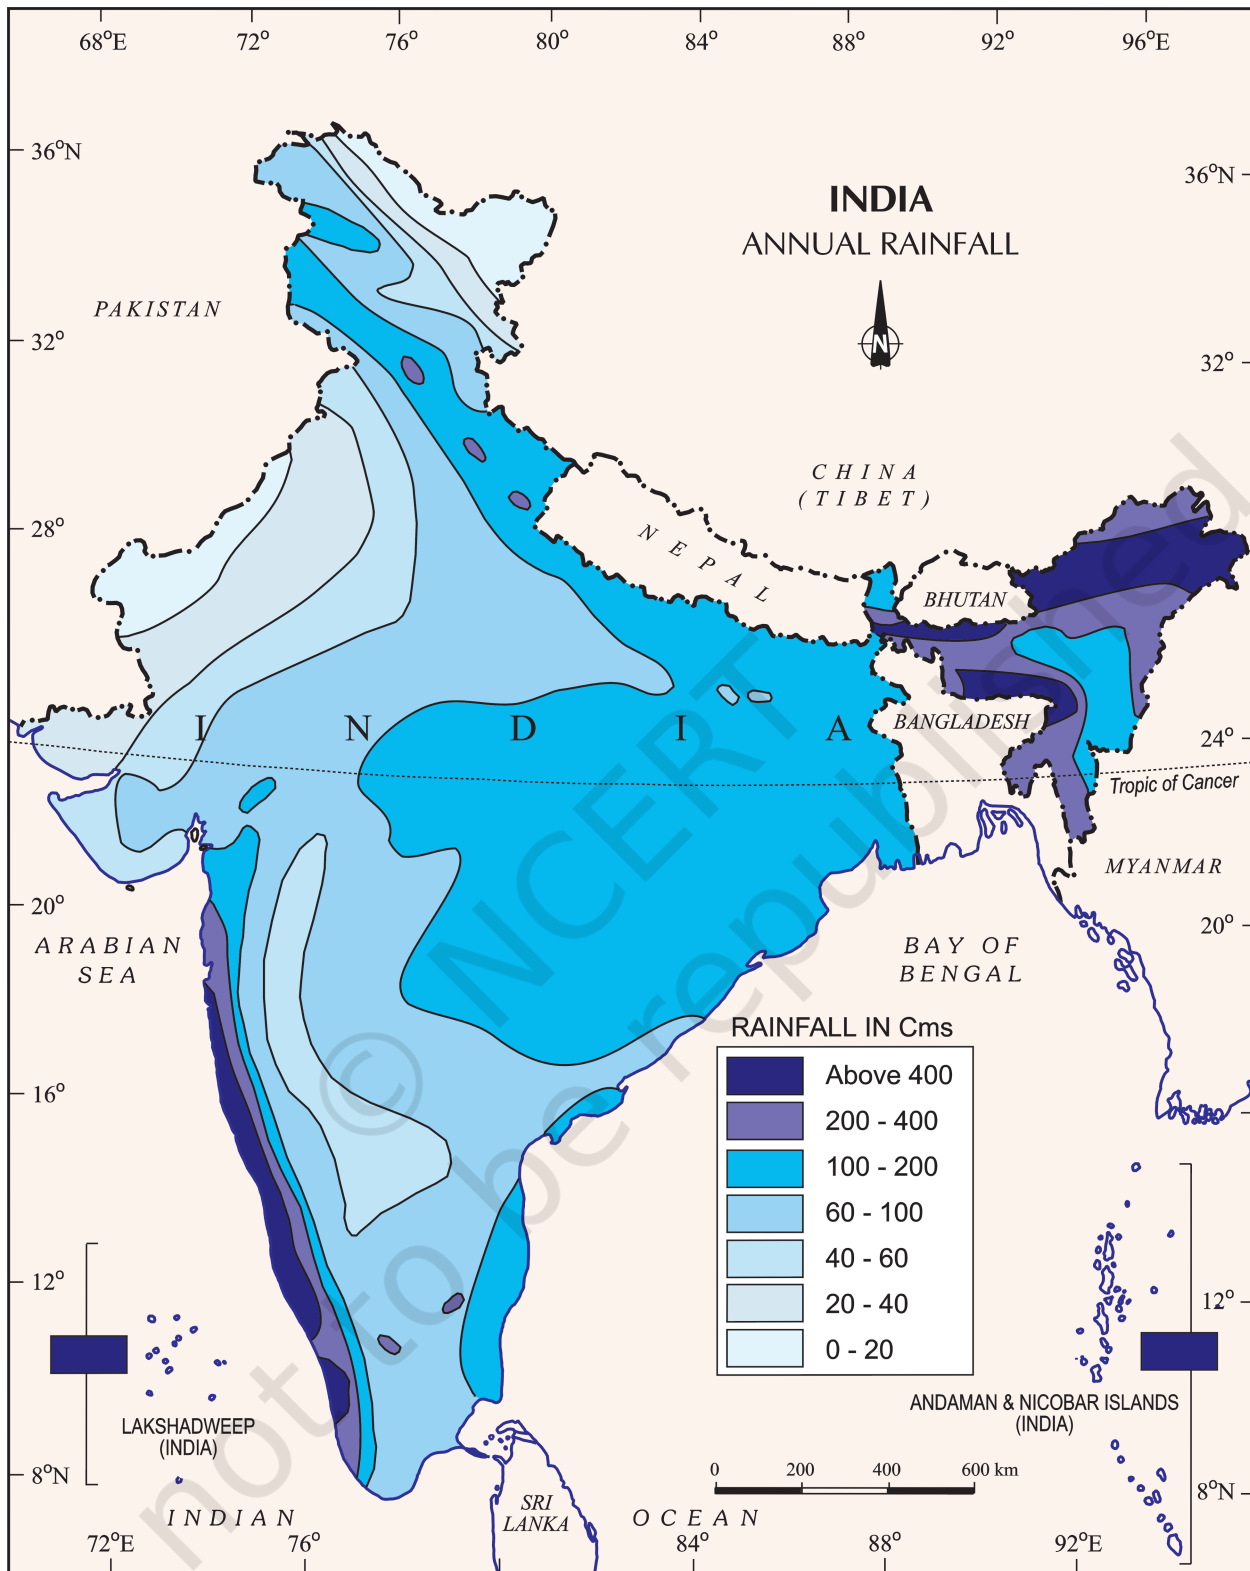 68°E 72° 76° 80° 84° 88° 92° 96°E
36°N
36°N
INDIA
ANNUAL RAINFALL
N
PAKISTAN
32°
32°
CHINA
(TIBET)
28°
28°
NEPAL
BHUTAN
INDIA
BANGLADESH
24°
Tropic of Cancer
MYANMAR
20°
20°
ARABIAN
SEA
BAY OF
BENGAL
RAINFALL IN Cms
Above 400
200 - 400
100 - 200
60 - 100
40 - 60
20 - 40
0 - 20
16°
12°
12°
LAKSHADWEEP
(INDIA)
ANDAMAN & NICOBAR ISLANDS
(INDIA)
8°N
8°N
0 200 400 600 km
SRI
LANKA
INDIAN OCEAN
72°E 76° 84° 88° 92°E
© NCERT
not to be republished